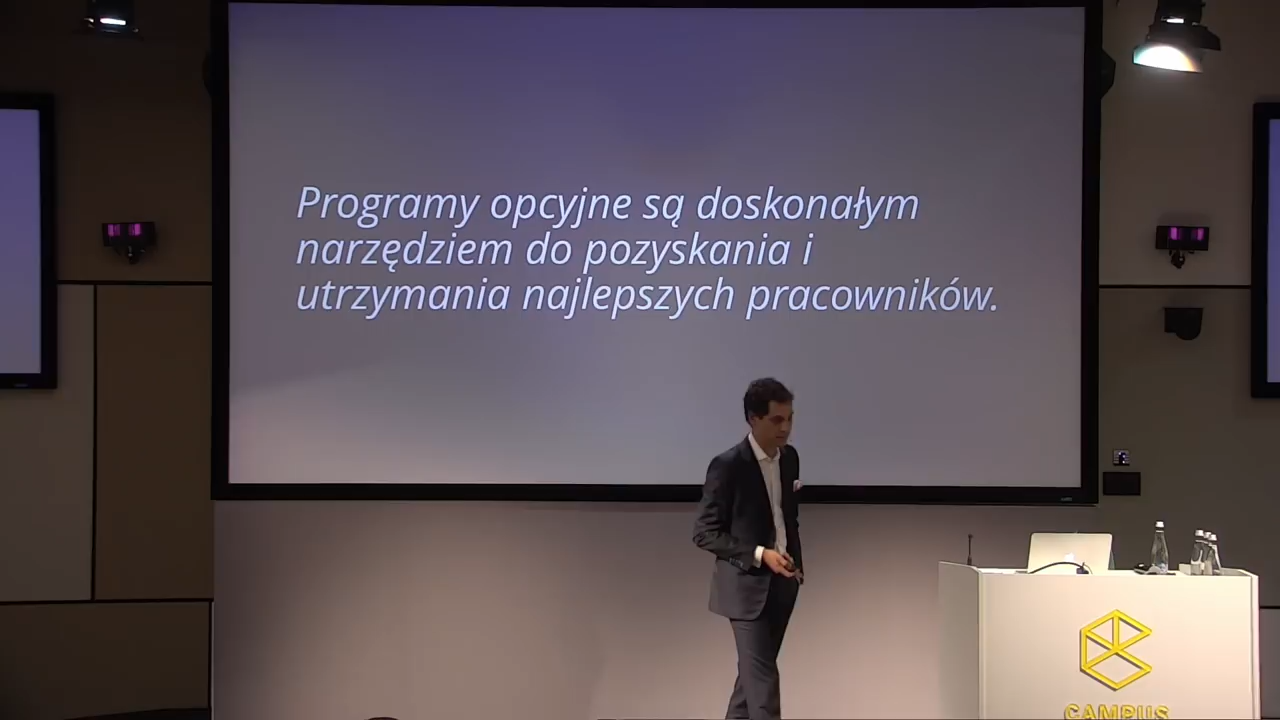 Programy opcyjne są doskonałym
narzędziem do pozyskania i
utrzymania najlepszych pracowników.
CAMPUS